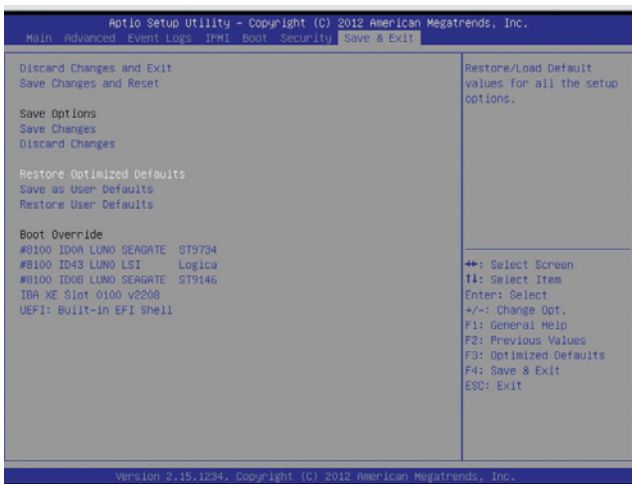 Aptio Setup Utility – Copyright (C) 2012 American Megatrends, Inc.
Main Advanced Event Logs IPMI Boot Security Save & Exit
Discard Changes and Exit
Save Changes and Reset
Save Options
Save Changes
Discard Changes
Restore Optimized Defaults
Save as User Defaults
Restore User Defaults
Boot Override
#8100 ID0A LUN0 SEAGATE ST9734
#8100 ID43 LUN0 LSI Logica
#8100 ID0B LUN0 SEAGATE ST9146
IBA XE Slot 0100 v2208
UEFI: Built-in EFI Shell
Restore/Load Default
values for all the setup
options.
→←: Select Screen
↑↓: Select Item
Enter: Select
+/-: Change Opt.
F1: General Help
F2: Previous Values
F3: Optimized Defaults
F4: Save & Exit
ESC: Exit
Version 2.15.1234. Copyright (C) 2012 American Megatrends, Inc.